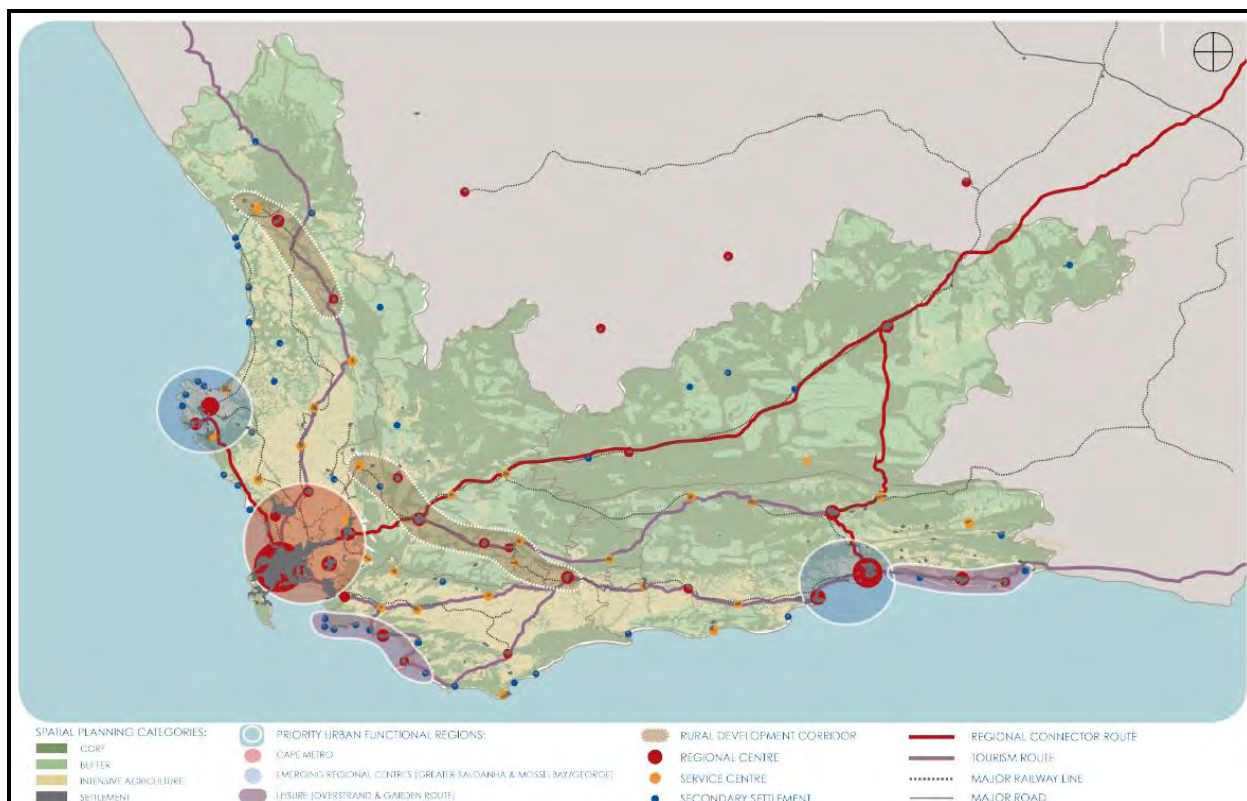 SPATIAL PLANNING CATEGORIES:
CORE
BUFFER
INTENSIVE AGRICULTURE
SETTLEMENT
PRIORITY URBAN FUNCTIONAL REGIONS:
CAPE METRO
EMERGING REGIONAL CENTRES (GREATER SALDANHA & MOSSELBAY/GEORGE)
LEISURE (OVERSTRAND & GARDEN ROUTE)
RURAL DEVELOPMENT CORRIDOR
REGIONAL CENTRE
SERVICE CENTRE
SECONDARY SETTLEMENT
REGIONAL CONNECTOR ROUTE
TOURISM ROUTE
MAJOR RAILWAY LINE
MAJOR ROAD